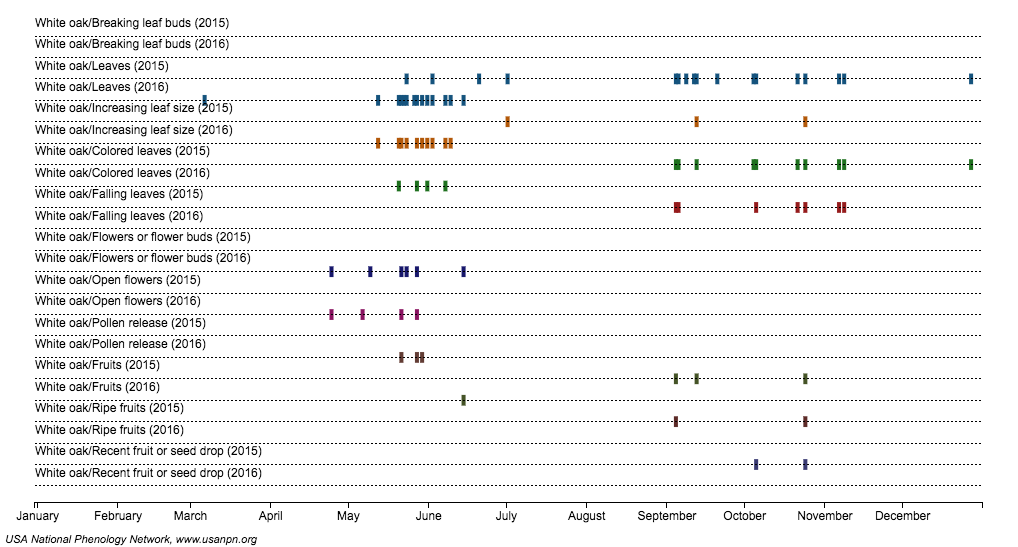 White oak/Breaking leaf buds (2015)
White oak/Breaking leaf buds (2016)
White oak/Leaves (2015)
White oak/Leaves (2016)
White oak/Increasing leaf size (2015)
White oak/Increasing leaf size (2016)
White oak/Colored leaves (2015)
White oak/Colored leaves (2016)
White oak/Falling leaves (2015)
White oak/Falling leaves (2016)
White oak/Flowers or flower buds (2015)
White oak/Flowers or flower buds (2016)
White oak/Open flowers (2015)
White oak/Open flowers (2016)
White oak/Pollen release (2015)
White oak/Pollen release (2016)
White oak/Fruits (2015)
White oak/Fruits (2016)
White oak/Ripe fruits (2015)
White oak/Ripe fruits (2016)
White oak/Recent fruit or seed drop (2015)
White oak/Recent fruit or seed drop (2016)
January February March April May June July August September October November December
USA National Phenology Network, www.usanpn.org